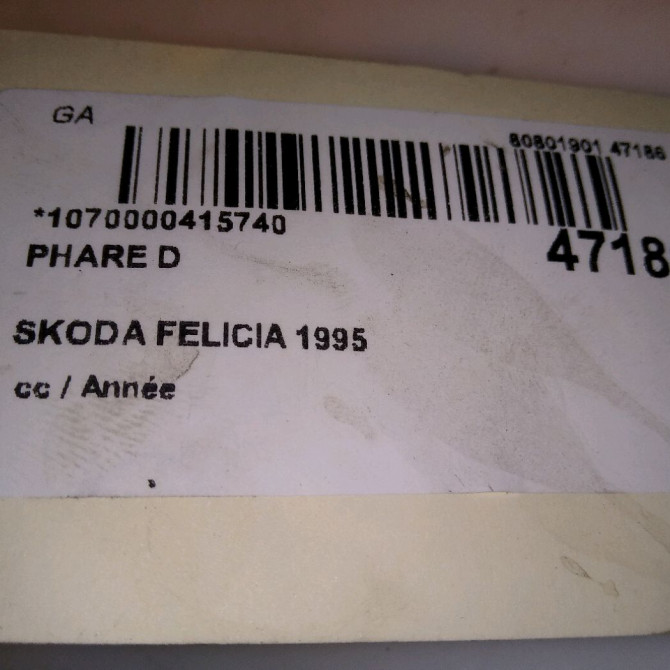 GA
80801901 47186
*1070000415740
PHARE D
4718
SKODA FELICIA 1995
cc / Année